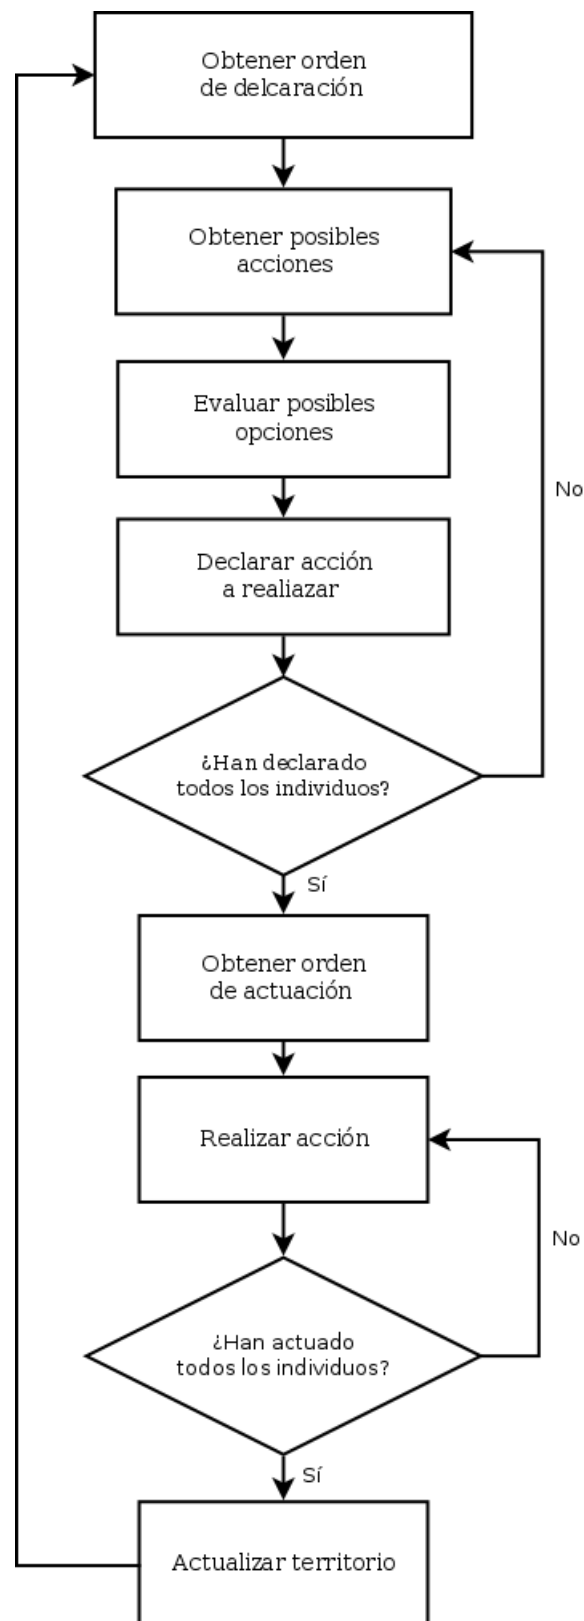 Obtener orden
de delcaración
Obtener posibles
acciones
Evaluar posibles
opciones
No
Declarar acción
a realiazar
¿Han declarado
todos los individuos?
Sí
Obtener orden
de actuación
Realizar acción
No
¿Han actuado
todos los individuos?
Sí
Actualizar territorio